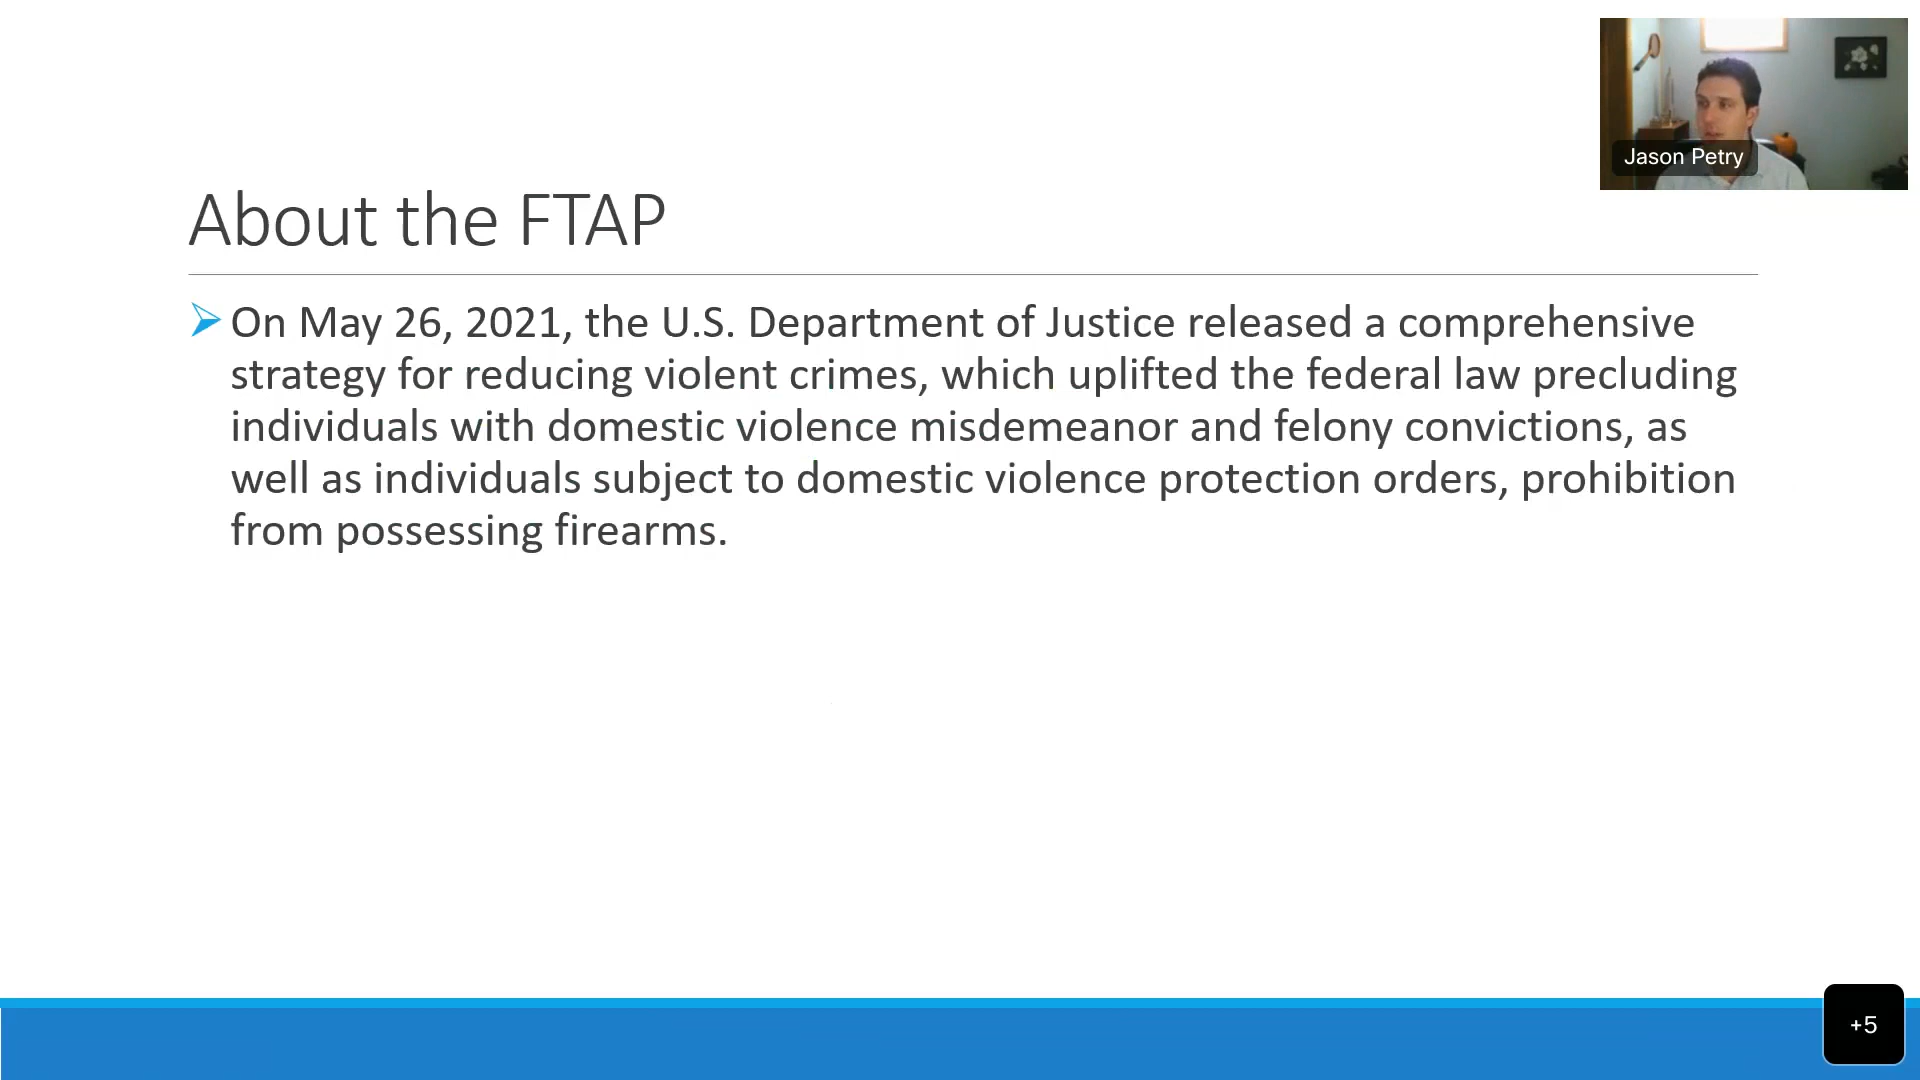 Jason Petry
About the FTAP
On May 26, 2021, the U.S. Department of Justice released a comprehensive
strategy for reducing violent crimes, which uplifted the federal law precluding
individuals with domestic violence misdemeanor and felony convictions, as
well as individuals subject to domestic violence protection orders, prohibition
from possessing firearms.
+5